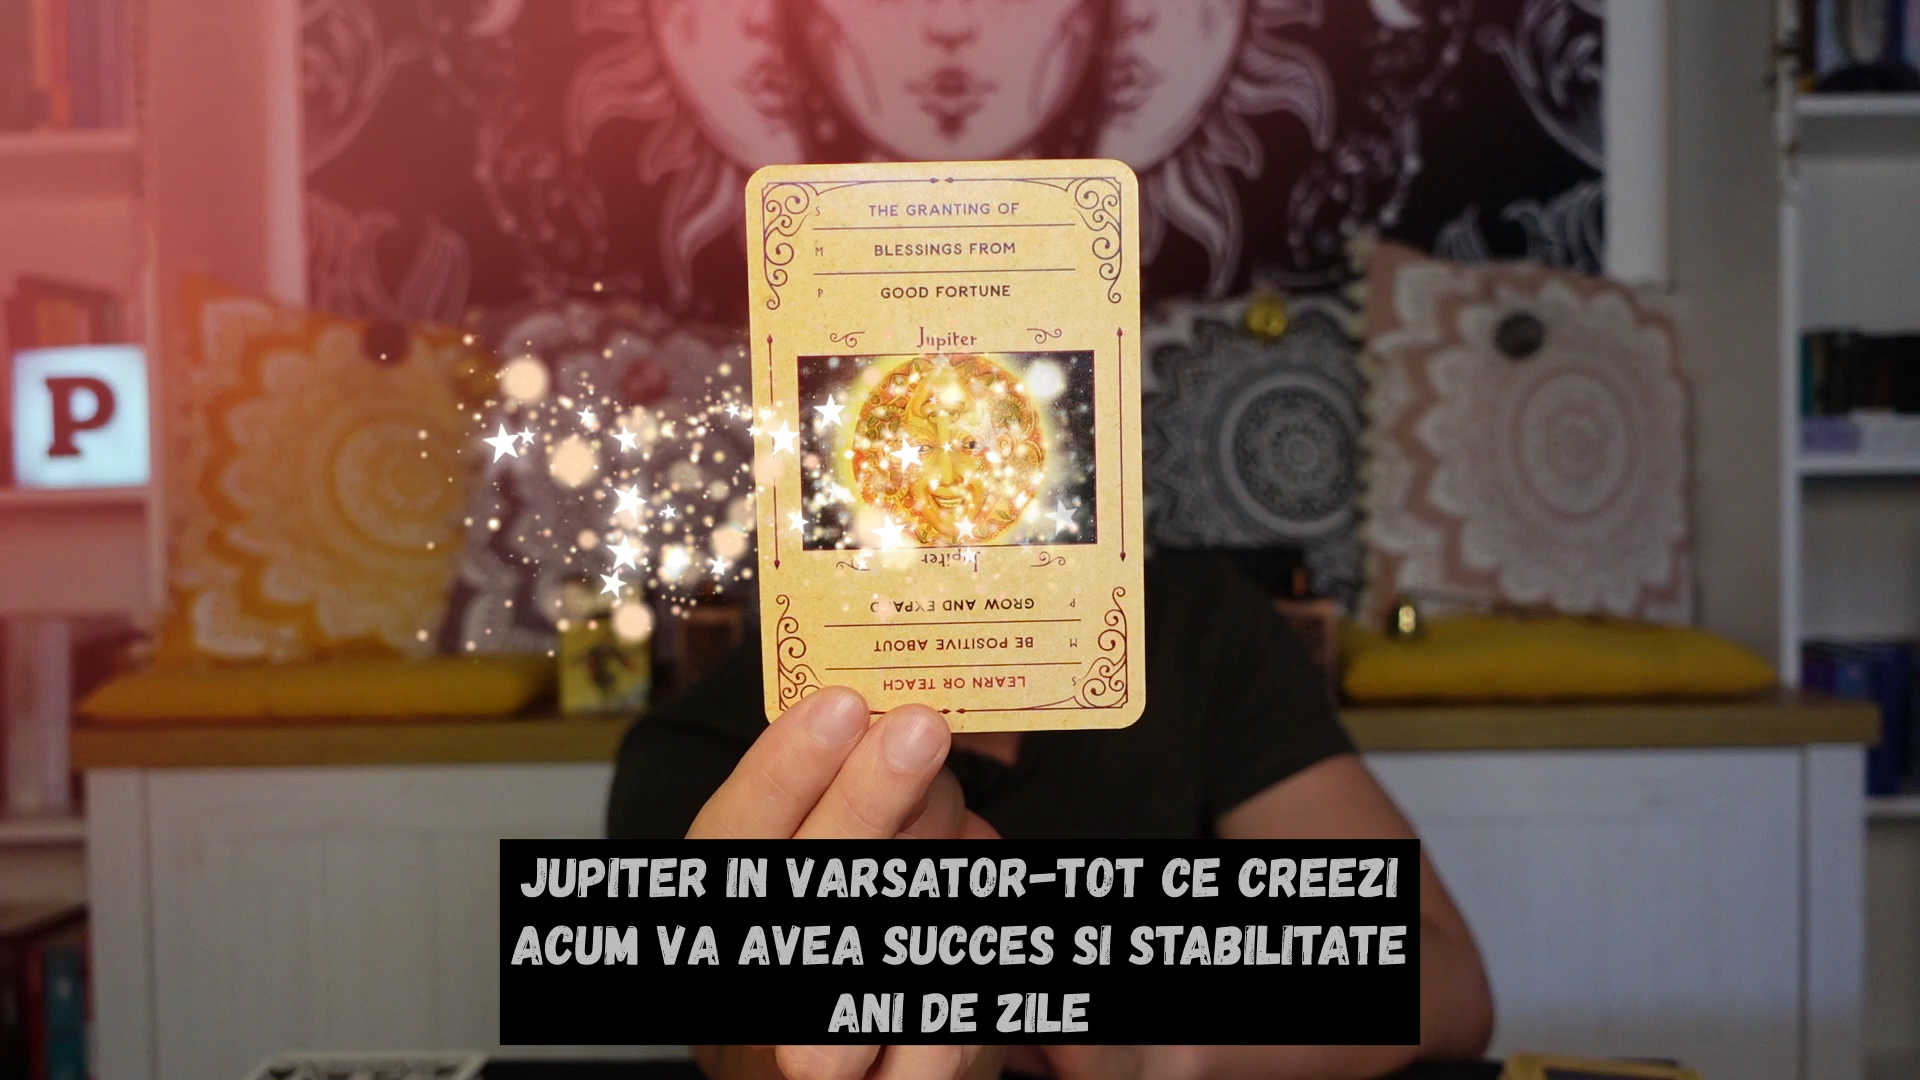 S THE GRANTING OF
M BLESSINGS FROM
P GOOD FORTUNE
Jupiter
P
Jupiter
P GROW AND EXPAND
M BE POSITIVE ABOUT
S LEARN OR TEACH
JUPITER IN VARSATOR-TOT CE CREEZI
ACUM VA AVEA SUCCES SI STABILITATE
ANI DE ZILE